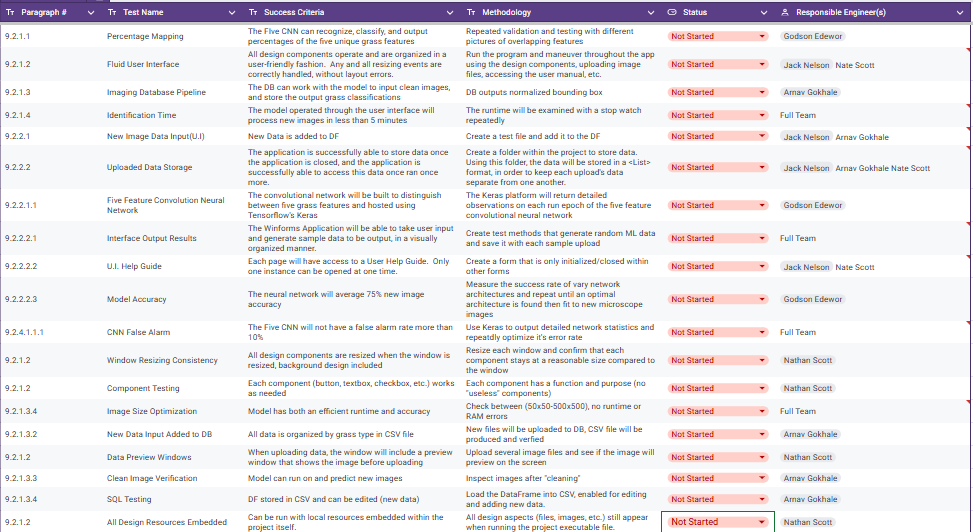 Paragraph # Test Name Success Criteria Methodology Status Responsible Engineer(s)
9.2.1.1 Percentage Mapping The Five CNN can recognize, classify, and output percentages of the five unique grass features Repeated validation and testing with different pictures of overlapping features Not Started Godson Edewor
9.2.1.2 Fluid User Interface All design components operate and are organized in a user-friendly fashion. Any and all resizing events are correctly handled, without layout errors. Run the program and maneuver throughout the app using the design components, uploading image files, accessing the user manual, etc. Not Started Jack Nelson Nate Scott
9.2.1.3 Imaging Database Pipeline The DB can work with the model to input clean images, and store the output grass classifications DB outputs normalized bounding box Not Started Arnav Gokhale
9.2.1.4 Identification Time The model operated through the user interface will process new images in less than 5 minutes The runtime will be examined with a stop watch repeatedly Not Started Full Team
9.2.2.1 New Image Data Input(U.I) New Data is added to DF Create a test file and add it to the DF Not Started Jack Nelson Arnav Gokhale
9.2.2.2 Uploaded Data Storage The application is successfully able to store data once the application is closed, and the application is successfully able to access this data once ran once more. Create a folder within the project to store data. Using this folder, the data will be stored in a <List> format, in order to keep each upload's data separate from one another. Not Started Jack Nelson Arnav Gokhale Nate Scott
9.2.2.1.1 Five Feature Convolution Neural Network The convolutional network will be built to distinguish between five grass features and hosted using Tensorflow's Keras The Keras platform will return detailed observations on each run epoch of the five feature convolutional neural network Not Started Godson Edewor
9.2.2.2.1 Interface Output Results The Winforms Application will be able to take user input and generate sample data to be output, in a visually organized manner. Create test methods that generate random ML data and save it with each sample upload Not Started Full Team
9.2.2.2.2 U.I. Help Guide Each page will have access to a User Help Guide. Only one instance can be opened at one time. Create a form that is only initialized/closed within other forms Not Started Jack Nelson Nate Scott
9.2.2.2.3 Model Accuracy The neural network will average 75% new image accuracy Measure the success rate of vary network architectures and repeat until an optimal architecture is found then fit to new microscope images Not Started Godson Edewor
9.2.4.1.1.1 CNN False Alarm The Five CNN will not have a false alarm rate more than 10% Use Keras to output detailed network statistics and repeatdly optimize it's error rate Not Started Full Team
9.2.1.2 Window Resizing Consistency All design components are resized when the window is resized, background design included Resize each window and confirm that each component stays at a reasonable size compared to the window Not Started Nathan Scott
9.2.1.2 Component Testing Each component (button, textbox, checkbox, etc.) works as needed Each component has a function and purpose (no "useless" components) Not Started Nathan Scott
9.2.1.3.4 Image Size Optimization Model has both an efficient runtime and accuracy Check between (50x50-500x500), no runtime or RAM errors Not Started Full Team
9.2.1.3.2 New Data Input Added to DB All data is organized by grass type in CSV file New files will be uploaded to DB, CSV file will be produced and verfied Not Started Arnav Gokhale
9.2.1.2 Data Preview Windows When uploading data, the window will include a preview window that shows the image before uploading Upload several image files and see if the image will preview on the screen Not Started Nathan Scott
9.2.1.3.3 Clean Image Verification Model can run on and predict new images Inspect images after "cleaning" Not Started Arnav Gokhale
9.2.1.3.4 SQL Testing DF stored in CSV and can be edited (new data) Load the DataFrame into CSV, enabled for editing and adding new data. Not Started Arnav Gokhale
9.2.1.2 All Design Resources Embedded Can be run with local resources embedded within the project itself. All design aspects (files, images, etc.) still appear when running the project executable file. Not Started Nathan Scott